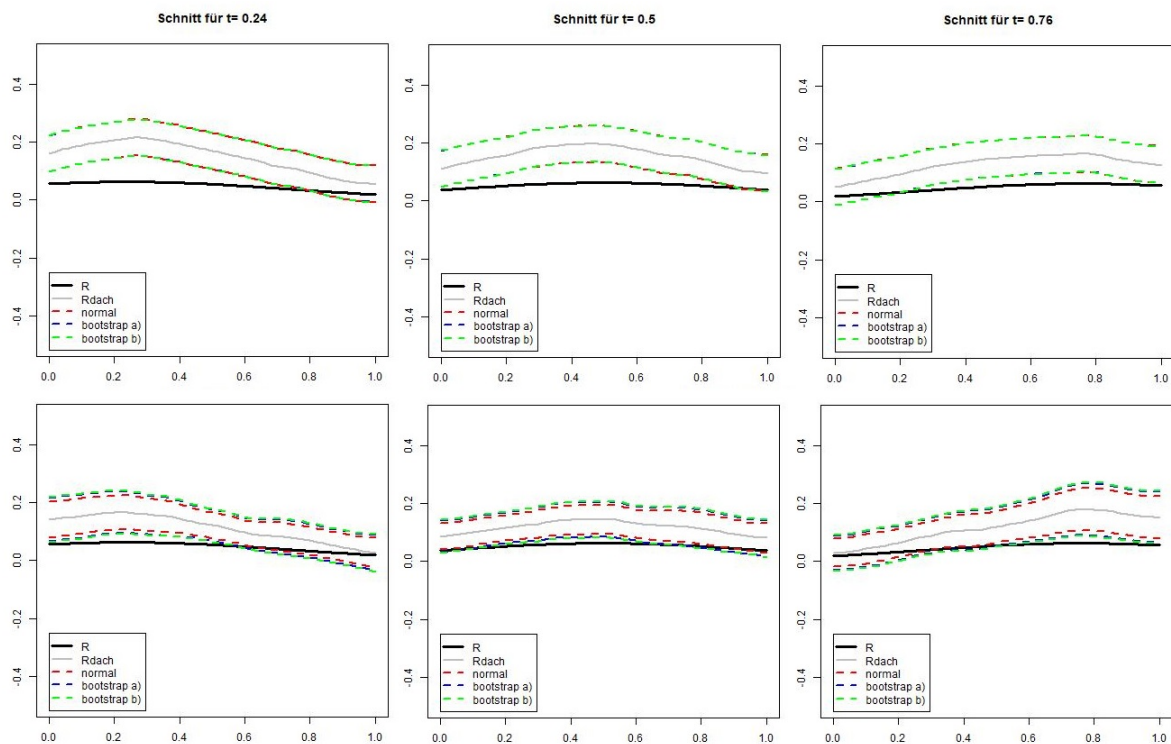 Schnitt für t= 0.24
Schnitt für t= 0.5
Schnitt für t= 0.76
0.4
0.2
0.0
-0.2
-0.4
R
Rdach
normal
bootstrap a)
bootstrap b)
0.0 0.2 0.4 0.6 0.8 1.0
0.4
0.2
0.0
-0.2
-0.4
R
Rdach
normal
bootstrap a)
bootstrap b)
0.0 0.2 0.4 0.6 0.8 1.0
0.4
0.2
0.0
-0.2
-0.4
R
Rdach
normal
bootstrap a)
bootstrap b)
0.0 0.2 0.4 0.6 0.8 1.0
0.4
0.2
0.0
-0.2
-0.4
R
Rdach
normal
bootstrap a)
bootstrap b)
0.0 0.2 0.4 0.6 0.8 1.0
0.4
0.2
0.0
-0.2
-0.4
R
Rdach
normal
bootstrap a)
bootstrap b)
0.0 0.2 0.4 0.6 0.8 1.0
0.4
0.2
0.0
-0.2
-0.4
R
Rdach
normal
bootstrap a)
bootstrap b)
0.0 0.2 0.4 0.6 0.8 1.0